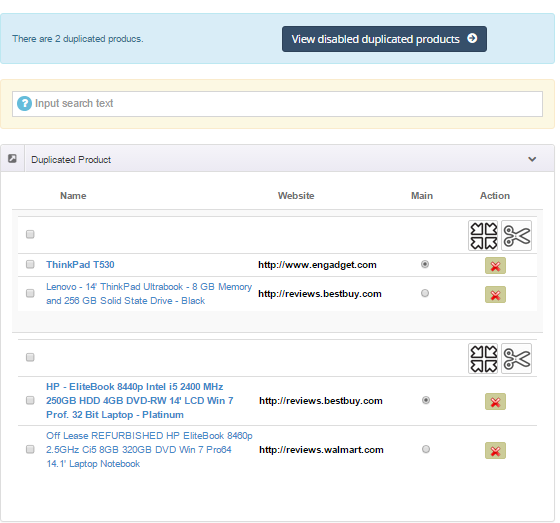 There are 2 duplicated producs.
View disabled duplicated products
? Input search text
Duplicated Product
Name Website Main Action
ThinkPad T530 http://www.engadget.com
Lenovo - 14' ThinkPad Ultrabook - 8 GB Memory
and 256 GB Solid State Drive - Black
http://reviews.bestbuy.com
HP - EliteBook 8440p Intel i5 2400 MHz
250GB HDD 4GB DVD-RW 14' LCD Win 7
Prof. 32 Bit Laptop - Platinum
http://reviews.bestbuy.com
Off Lease REFURBISHED HP EliteBook 8460p
2.5GHz Ci5 8GB 320GB DVD Win 7 Pro64
14.1' Laptop Notebook
http://reviews.walmart.com